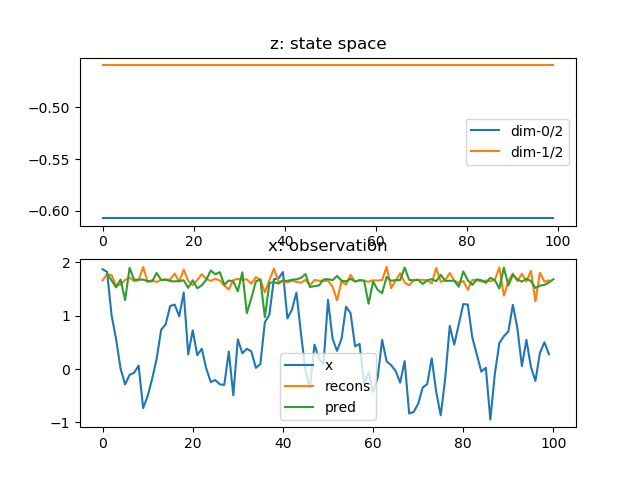 z: state space
−0.50
−0.55
−0.60
dim-0/2
dim-1/2
0
20
40
60
80
100
x: observation
2
1
0
−1
x
recons
pred
0
20
40
60
80
100